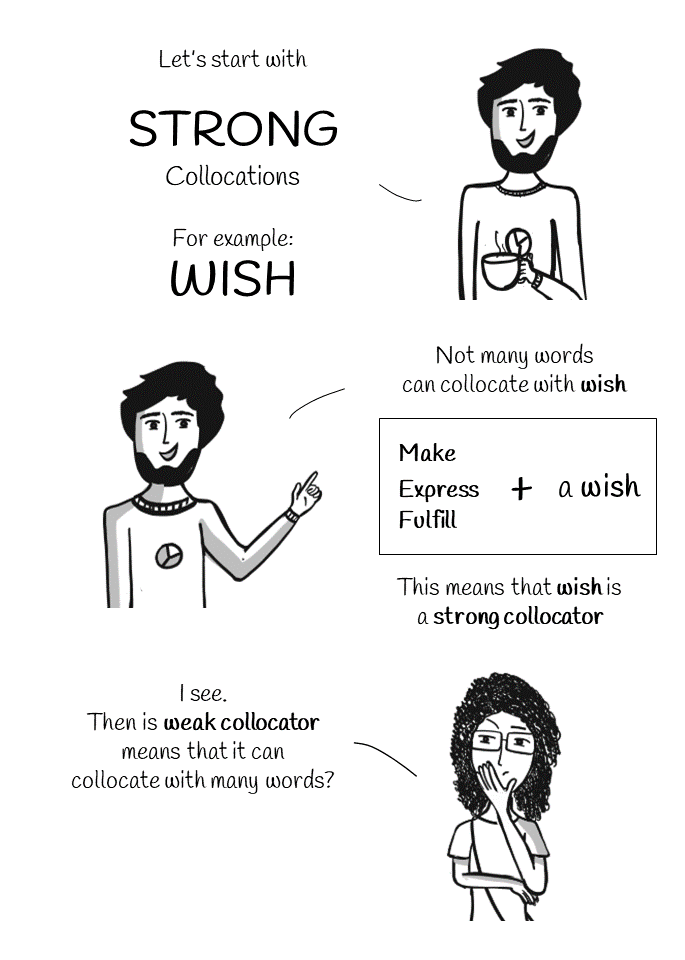 Let's start with
STRONG
Collocations
For example:
WISH
Not many words
can collocate with wish
Make
Express + a wish
Fulfill
This means that wish is
a strong collocator
I see.
Then is weak collocator
means that it can
collocate with many words?